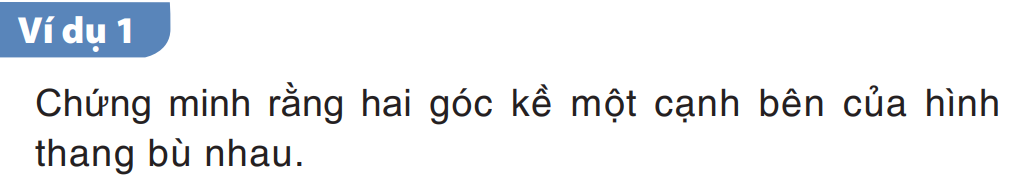 Ví dụ 1
Chứng minh rằng hai góc kề một cạnh bên của hình
thang bù nhau.